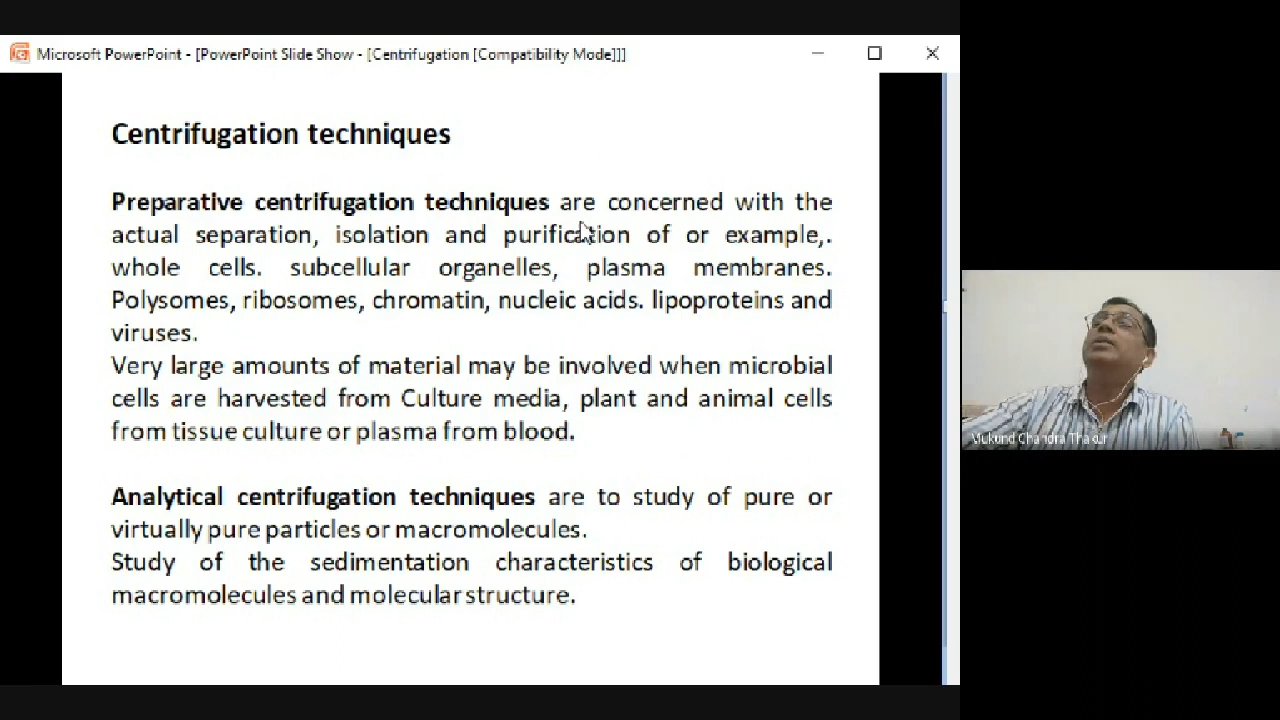 Microsoft PowerPoint - [PowerPoint Slide Show - [Centrifugation [Compatibility Mode]]]
Centrifugation techniques
Preparative centrifugation techniques are concerned with the
actual separation, isolation and purification of or example,.
whole cells. subcellular organelles, plasma membranes.
Polysomes, ribosomes, chromatin, nucleic acids. lipoproteins and
viruses.
Very large amounts of material may be involved when microbial
cells are harvested from Culture media, plant and animal cells
from tissue culture or plasma from blood.
Analytical centrifugation techniques are to study of pure or
virtually pure particles or macromolecules.
Study of the sedimentation characteristics of biological
macromolecules and molecular structure.
Mukund Chandra Thakur